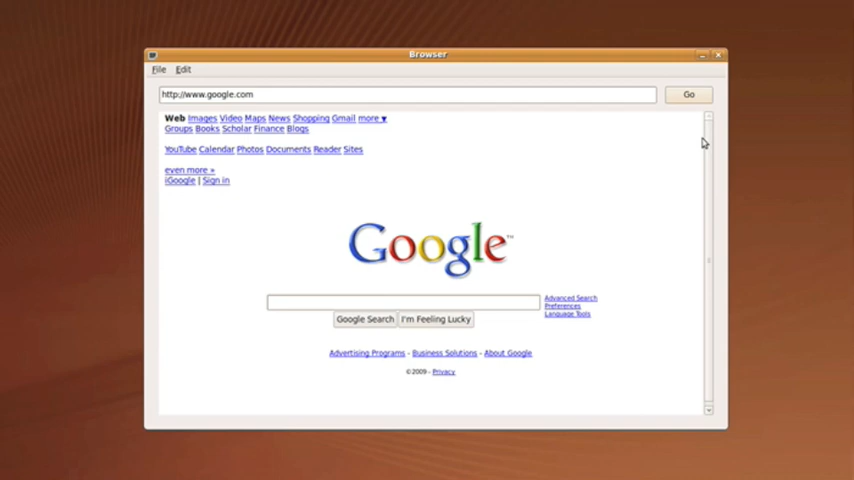 Browser
File Edit
http://www.google.com Go
Web Images Video Maps News Shopping Gmail more ▼
Groups Books Scholar Finance Blogs
YouTube Calendar Photos Documents Reader Sites
even more »
iGoogle | Sign in
Google™
Advanced Search
Preferences
Language Tools
Google Search I'm Feeling Lucky
Advertising Programs - Business Solutions - About Google
©2009 - Privacy